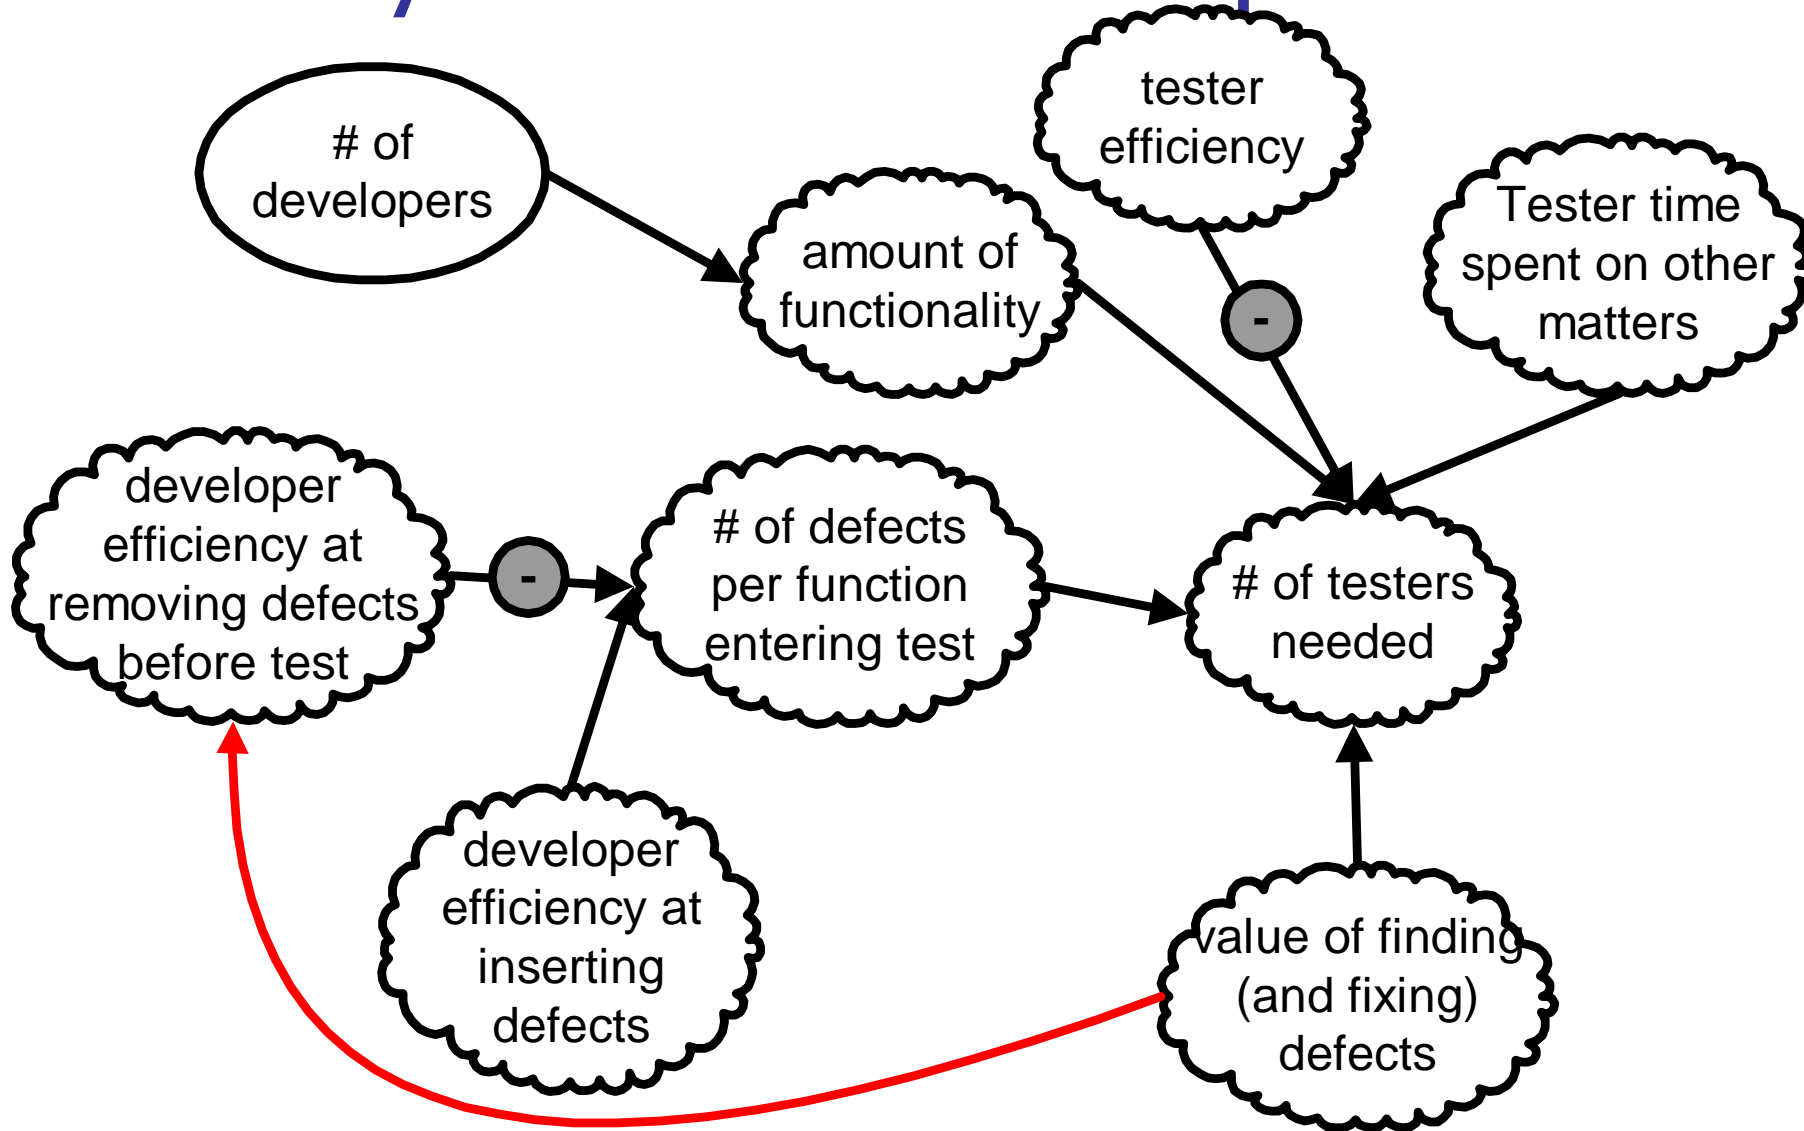 # of
developers
tester
efficiency
Tester time
spent on other
matters
amount of
functionality
-
developer
efficiency at
removing defects
before test
-
# of defects
per function
entering test
# of testers
needed
developer
efficiency at
inserting
defects
value of finding
(and fixing)
defects